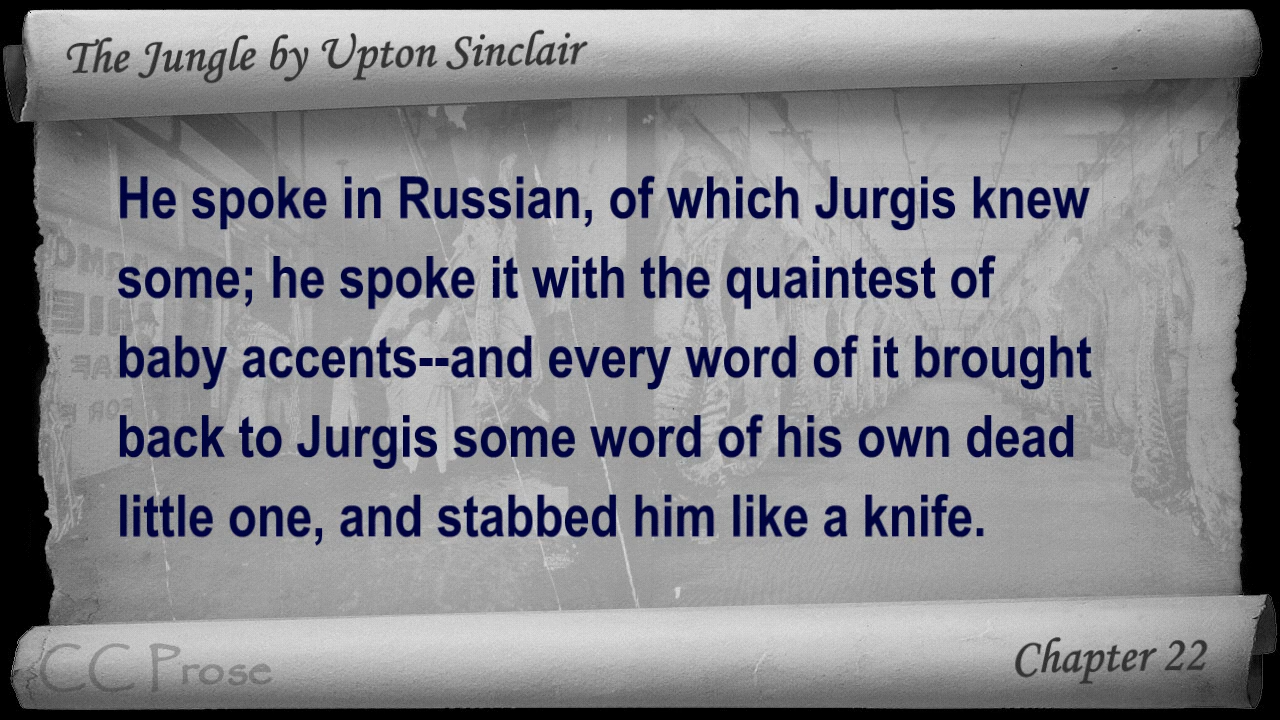 The Jungle by Upton Sinclair
He spoke in Russian, of which Jurgis knew
some; he spoke it with the quaintest of
baby accents--and every word of it brought
back to Jurgis some word of his own dead
little one, and stabbed him like a knife.
CC Prose
Chapter 22